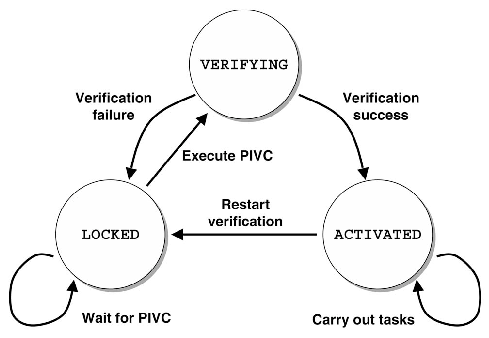 VERIFYING
Verification
failure
Verification
success
Execute PIVC
Restart
verification
LOCKED
ACTIVATED
Wait for PIVC
Carry out tasks